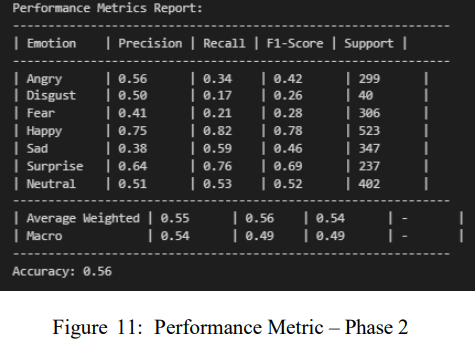 Performance Metrics Report:
--------------------------------------------------------
| Emotion | Precision | Recall | F1-Score | Support |
--------------------------------------------------------
| Angry | 0.56 | 0.34 | 0.42 | 299 |
| Disgust | 0.50 | 0.17 | 0.26 | 40 |
| Fear | 0.41 | 0.21 | 0.28 | 306 |
| Happy | 0.75 | 0.82 | 0.78 | 523 |
| Sad | 0.38 | 0.59 | 0.46 | 347 |
| Surprise | 0.64 | 0.76 | 0.69 | 237 |
| Neutral | 0.51 | 0.53 | 0.52 | 402 |
--------------------------------------------------------
| Average Weighted | 0.55 | 0.56 | 0.54 | - |
| Macro | 0.54 | 0.49 | 0.49 | - |
--------------------------------------------------------
Accuracy: 0.56
Figure 11: Performance Metric – Phase 2